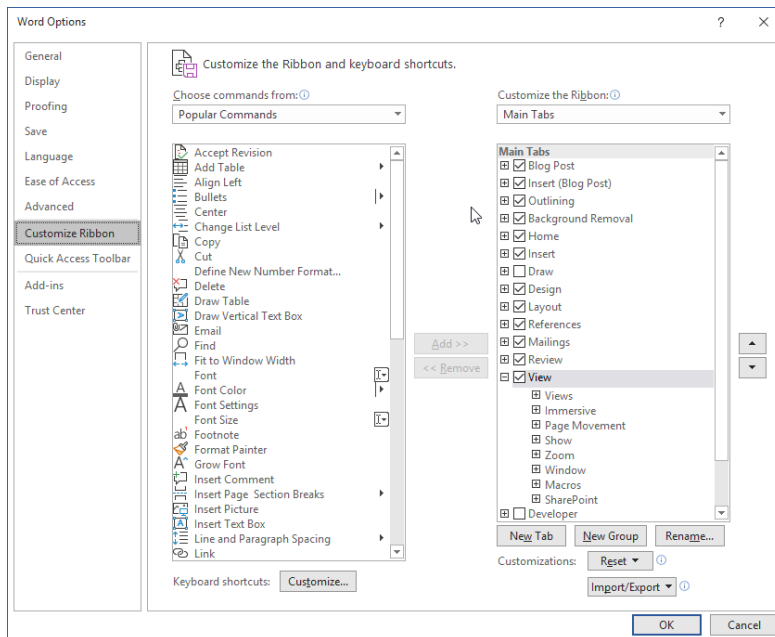 Word Options
?
General
Display
Proofing
Save
Language
Ease of Access
Advanced
Customize Ribbon
Quick Access Toolbar
Add-ins
Trust Center
Customize the Ribbon and keyboard shortcuts.
Choose commands from:
Popular Commands
Accept Revision
Add Table
Align Left
Bullets
Center
Change List Level
Copy
Cut
Define New Number Format...
Delete
Draw Table
Draw Vertical Text Box
Email
Find
Fit to Window Width
Font
Font Color
Font Settings
Font Size
Footnote
Format Painter
Grow Font
Insert Comment
Insert Page  Section Breaks
Insert Picture
Insert Text Box
Line and Paragraph Spacing
Link
Keyboard shortcuts: Customize...
Add >>
<< Remove
Customize the Ribbon:
Main Tabs
Main Tabs
Blog Post
Insert (Blog Post)
Outlining
Background Removal
Home
Insert
Draw
Design
Layout
References
Mailings
Review
View
Views
Immersive
Page Movement
Show
Zoom
Window
Macros
SharePoint
Developer
New Tab New Group Rename...
Customizations: Reset
Import/Export
OK Cancel